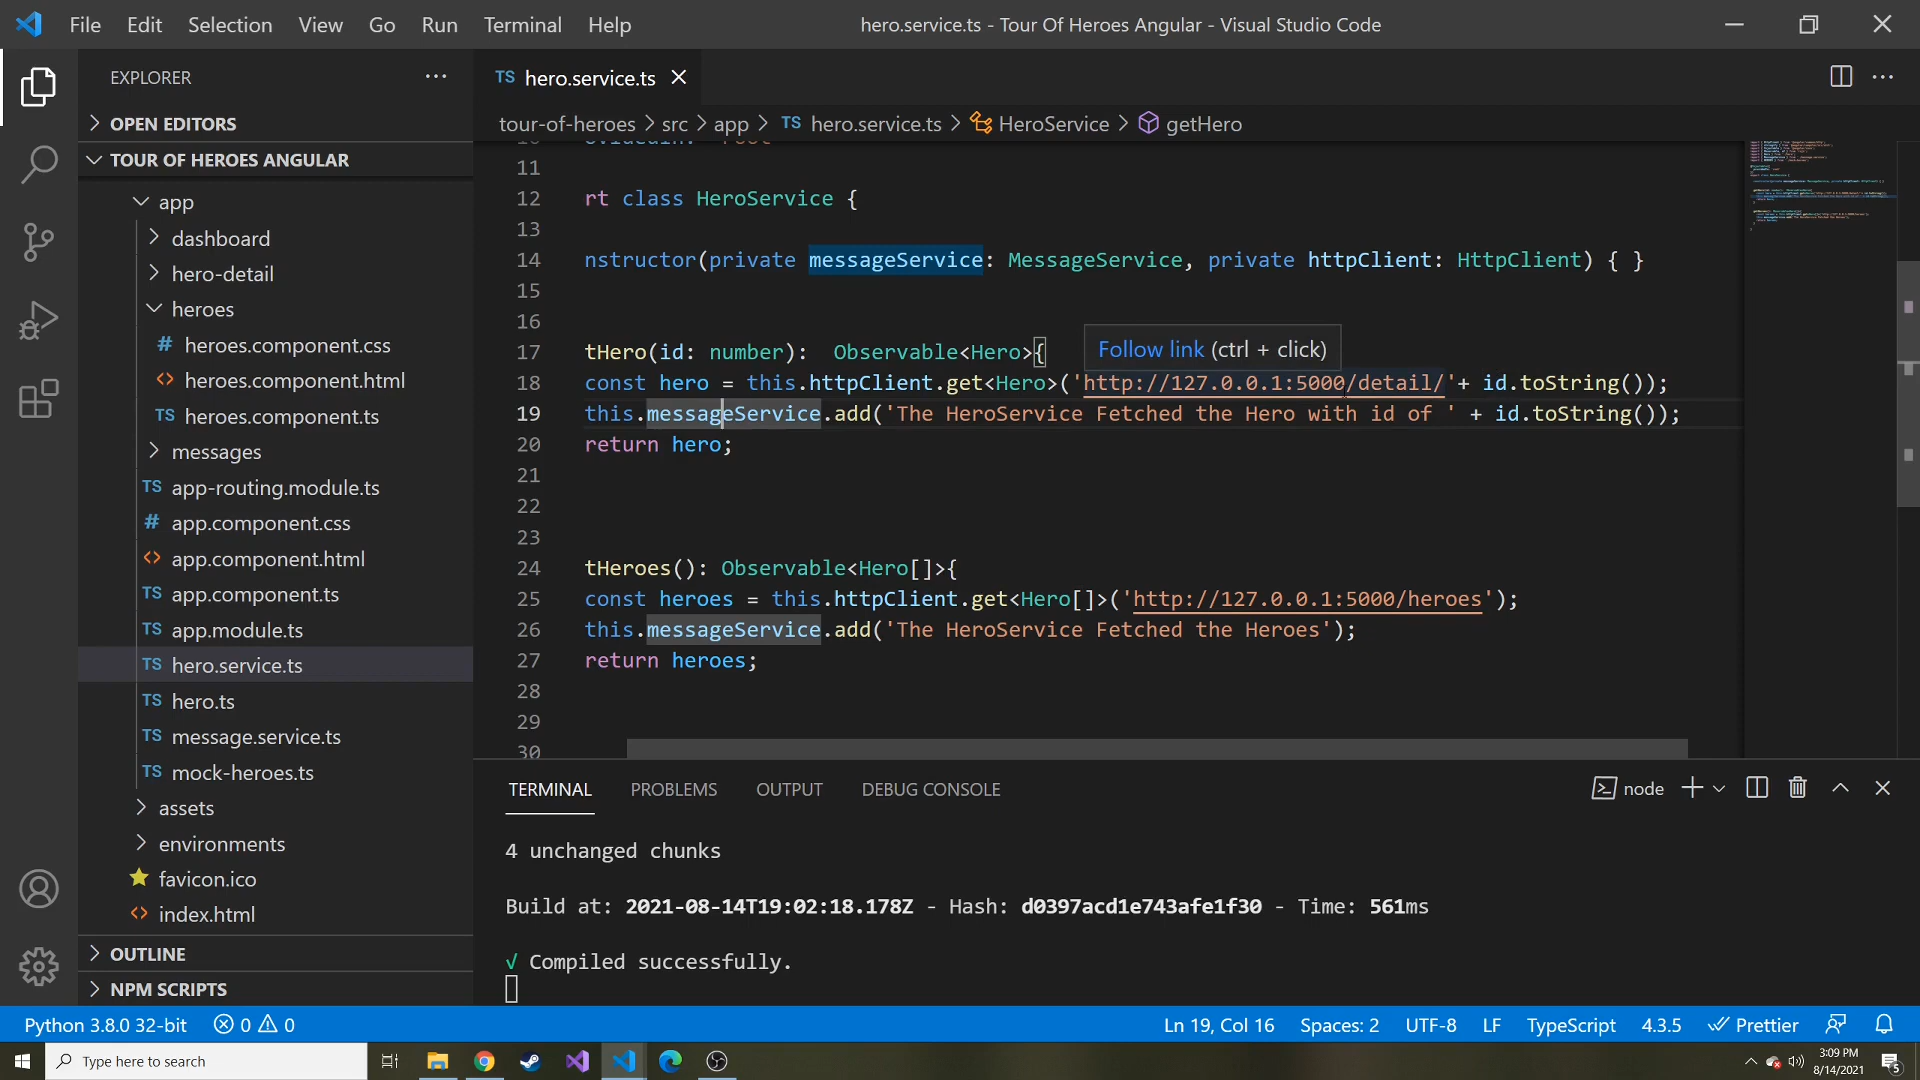 File Edit Selection View Go Run Terminal Help
hero.service.ts - Tour Of Heroes Angular - Visual Studio Code
EXPLORER
OPEN EDITORS
TOUR OF HEROES ANGULAR
app
dashboard
hero-detail
heroes
# heroes.component.css
<> heroes.component.html
TS heroes.component.ts
messages
TS app-routing.module.ts
# app.component.css
<> app.component.html
TS app.component.ts
TS app.module.ts
TS hero.service.ts
TS hero.ts
TS message.service.ts
TS mock-heroes.ts
assets
environments
favicon.ico
<> index.html
OUTLINE
NPM SCRIPTS
TS hero.service.ts
tour-of-heroes > src > app > TS hero.service.ts > HeroService > getHero
11
12 rt class HeroService {
13
14 nstructor(private messageService: MessageService, private httpClient: HttpClient) { }
15
16
Follow link (ctrl + click)
17 tHero(id: number):  Observable<Hero>{
18 const hero = this.httpClient.get<Hero>('http://127.0.0.1:5000/detail/'+ id.toString());
19 this.messageService.add('The HeroService Fetched the Hero with id of ' + id.toString());
20 return hero;
21
22
23
24 tHeroes(): Observable<Hero[]>{
25 const heroes = this.httpClient.get<Hero[]>('http://127.0.0.1:5000/heroes');
26 this.messageService.add('The HeroService Fetched the Heroes');
27 return heroes;
28
29
30
TERMINAL PROBLEMS OUTPUT DEBUG CONSOLE
node
4 unchanged chunks
Build at: 2021-08-14T19:02:18.178Z - Hash: d0397acd1e743afe1f30 - Time: 561ms
√ Compiled successfully.
Python 3.8.0 32-bit 0 0
Ln 19, Col 16 Spaces: 2 UTF-8 LF TypeScript 4.3.5 Prettier
Type here to search
3:09 PM
8/14/2021
5